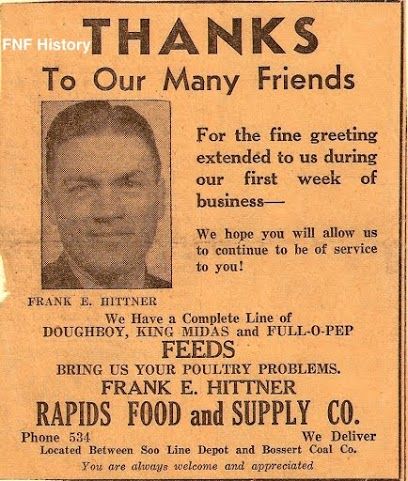 FNF History
THANKS
To Our Many Friends
For the fine greeting
extended to us during
our first week of
business—
We hope you will allow us
to continue to be of service
to you!
FRANK E. HITTNER
We Have a Complete Line of
DOUGHBOY, KING MIDAS and FULL-O-PEP
FEEDS
BRING US YOUR POULTRY PROBLEMS.
FRANK E. HITTNER
RAPIDS FOOD and SUPPLY CO.
Phone 534 We Deliver
Located Between Soo Line Depot and Bossert Coal Co.
You are always welcome and appreciated